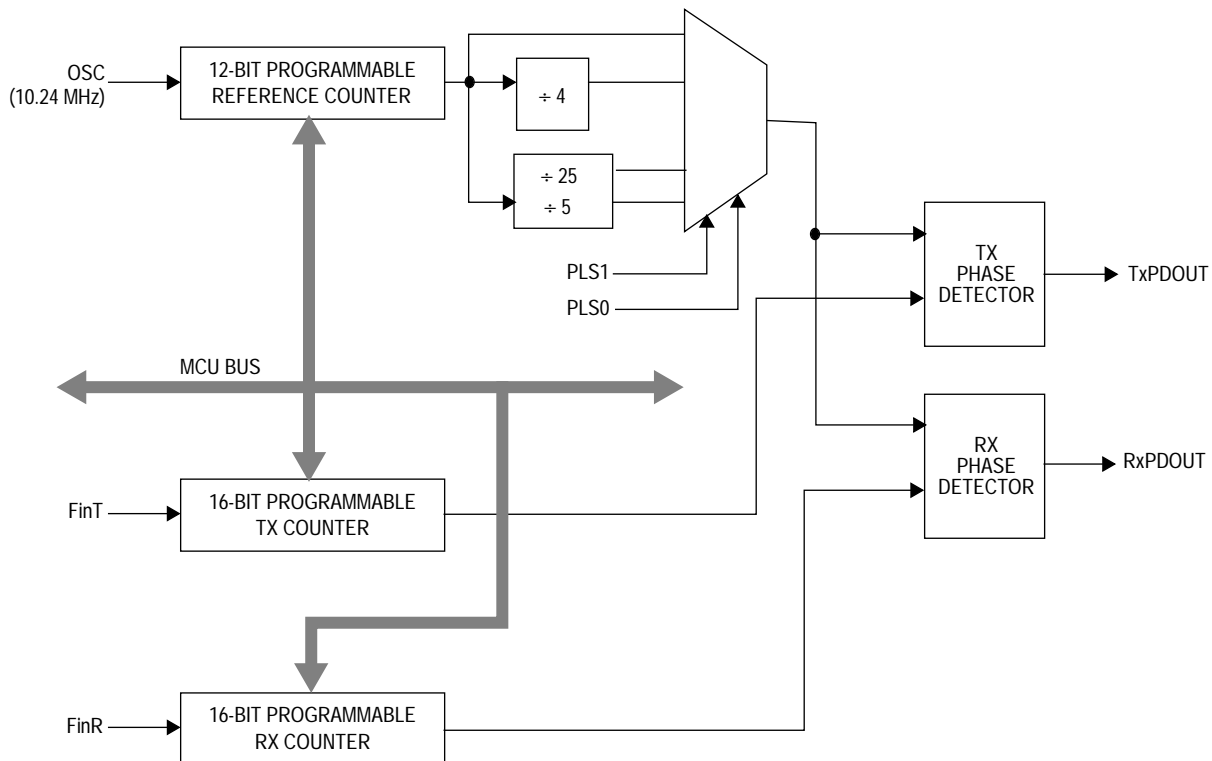 OSC
(10.24 MHz)
12-BIT PROGRAMMABLE
REFERENCE COUNTER
÷ 4
÷ 25
÷ 5
PLS1
PLS0
TX
PHASE
DETECTOR
TxPDOUT
MCU BUS
RX
PHASE
DETECTOR
RxPDOUT
FinT
16-BIT PROGRAMMABLE
TX COUNTER
FinR
16-BIT PROGRAMMABLE
RX COUNTER